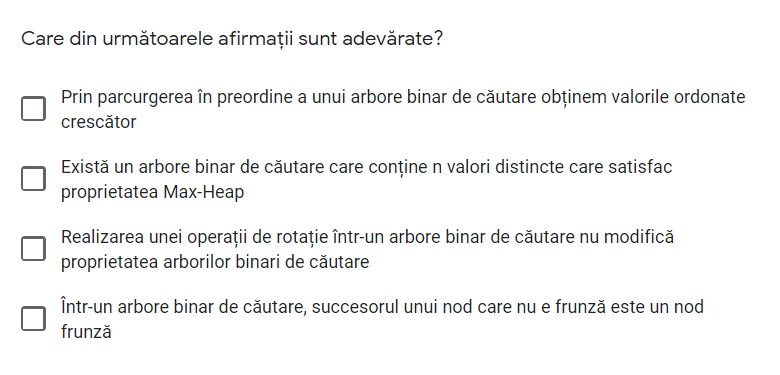 Care din următoarele afirmații sunt adevărate?
Prin parcurgerea în preordine a unui arbore binar de căutare obținem valorile ordonate
crescător
Există un arbore binar de căutare care conține n valori distincte care satisfac
proprietatea Max-Heap
Realizarea unei operații de rotație într-un arbore binar de căutare nu modifică
proprietatea arborilor binari de căutare
Într-un arbore binar de căutare, succesorul unui nod care nu e frunză este un nod
frunză